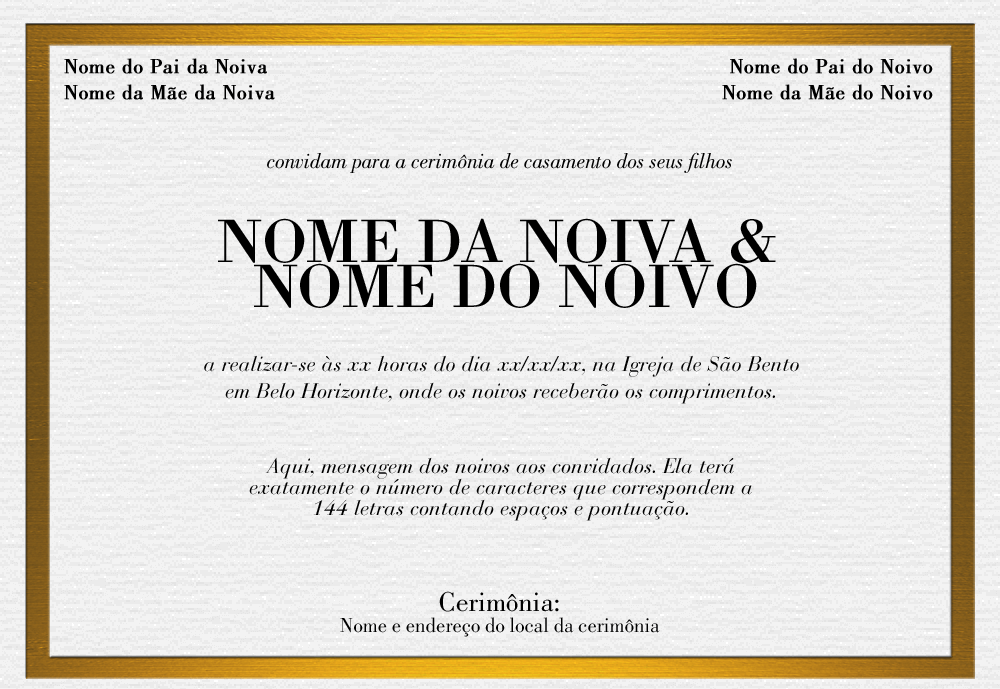 Nome do Pai da Noiva
Nome da Mãe da Noiva
Nome do Pai do Noivo
Nome da Mãe do Noivo
convidam para a cerimônia de casamento dos seus filhos
NOME DA NOIVA &
NOME DO NOIVO
a realizar-se às xx horas do dia xx/xx/xx, na Igreja de São Bento
em Belo Horizonte, onde os noivos receberão os comprimentos.
Aqui, mensagem dos noivos aos convidados. Ela terá
exatamente o número de caracteres que correspondem a
144 letras contando espaços e pontuação.
Cerimônia:
Nome e endereço do local da cerimônia